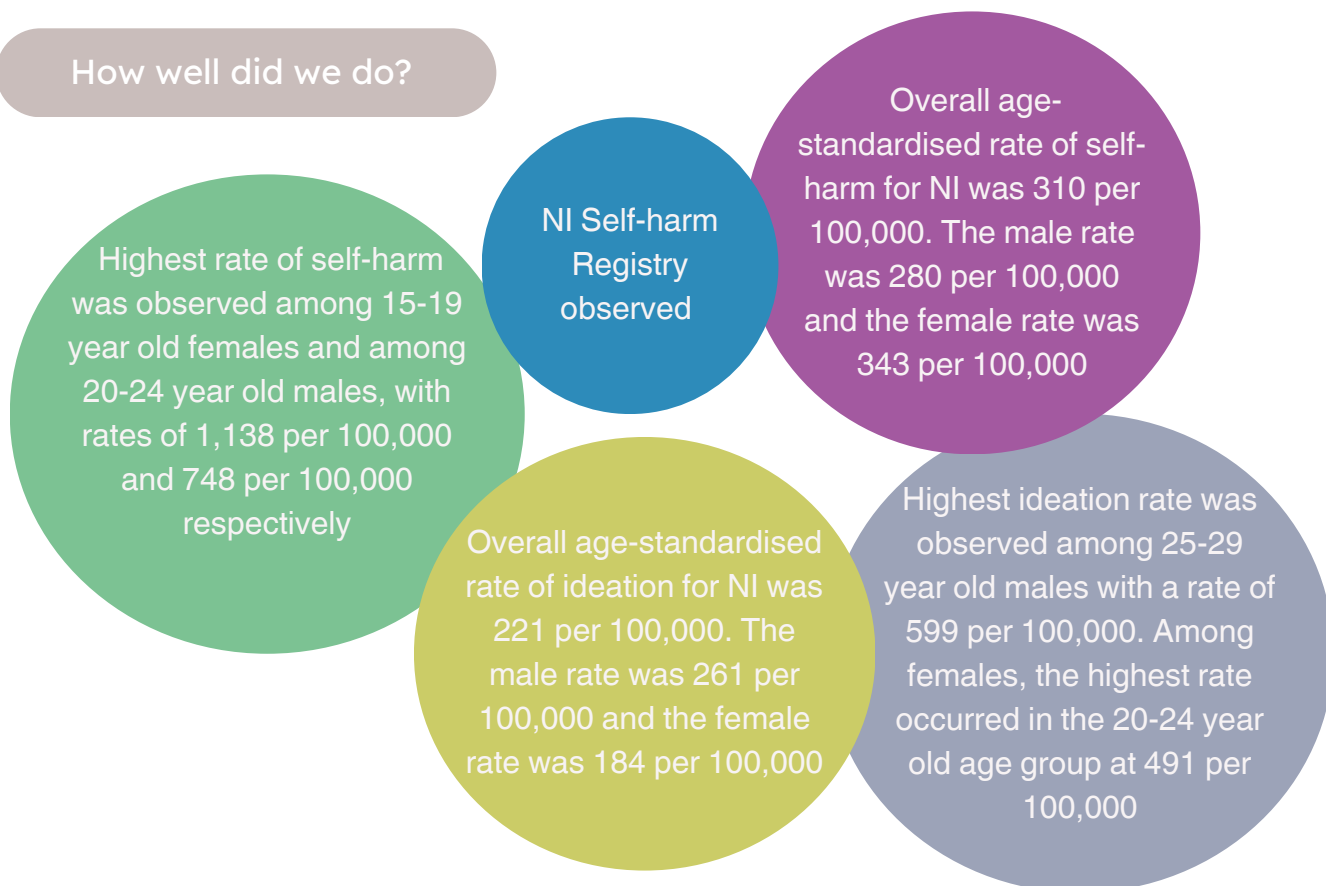 How well did we do?
NI Self-harm
Registry
observed
Overall age-
standardised rate of self-
harm for NI was 310 per
100,000. The male rate
was 280 per 100,000
and the female rate was
343 per 100,000
Highest rate of self-harm
was observed among 15-19
year old females and among
20-24 year old males, with
rates of 1,138 per 100,000
and 748 per 100,000
respectively
Overall age-standardised
rate of ideation for NI was
221 per 100,000. The
male rate was 261 per
100,000 and the female
rate was 184 per 100,000
Highest ideation rate was
observed among 25-29
year old males with a rate of
599 per 100,000. Among
females, the highest rate
occurred in the 20-24 year
old age group at 491 per
100,000